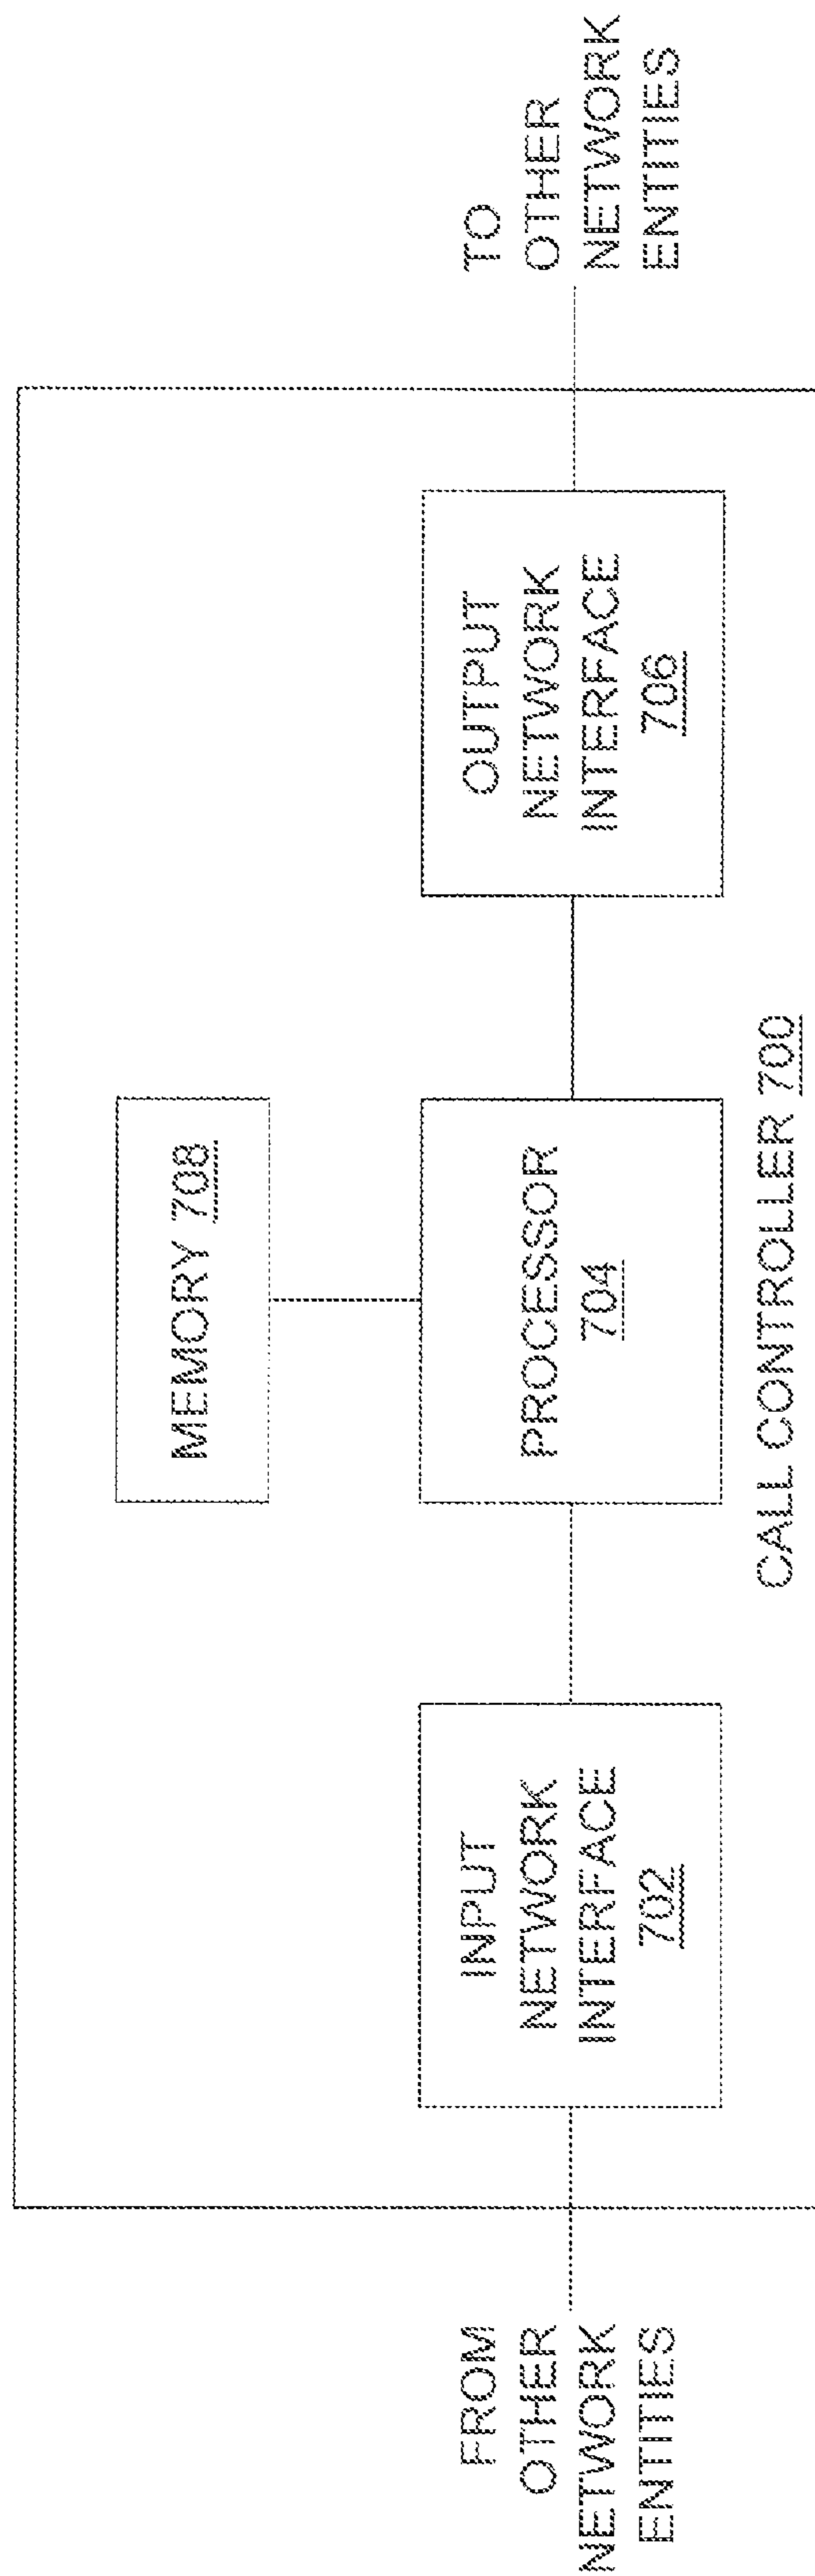 MEMORY 708
FROM
OTHER
NETWORK
ENTITIES
INPUT
NETWORK
INTERFACE
702
PROCESSOR
704
OUTPUT
NETWORK
INTERFACE
706
TO
OTHER
NETWORK
ENTITIES
CALL CONTROLLER 700